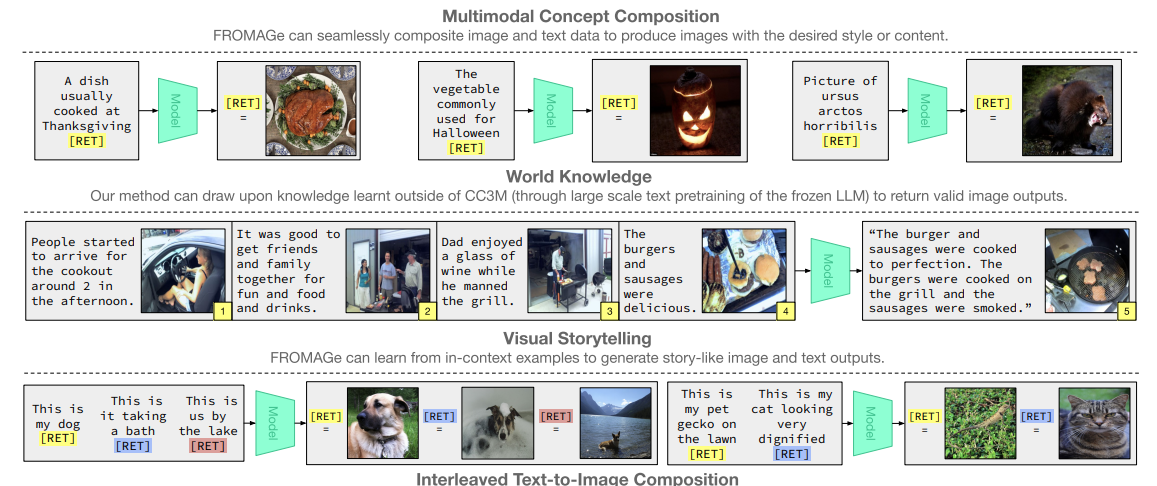 Multimodal Concept Composition
FROMAGe can seamlessly composite image and text data to produce images with the desired style or content.
A dish
usually
cooked at
Thanksgiving
[RET]
Model
[RET]
=
The
vegetable
commonly
used for
Halloween
[RET]
Model
[RET]
=
Picture of
ursus
arctos
horribilis
[RET]
Model
[RET]
=
World Knowledge
Our method can draw upon knowledge learnt outside of CC3M (through large scale text pretraining of the frozen LLM) to return valid image outputs.
People started
to arrive for
the cookout
around 2 in
the afternoon.
1
It was good to
get friends
and family
together for
fun and food
and drinks.
2
Dad enjoyed
a glass of
wine while
he manned
the grill.
3
The
burgers
and
sausages
were
delicious.
4
Model
“The burger and
sausages were cooked
to perfection. The
burgers were cooked on
the grill and the
sausages were smoked.”
5
Visual Storytelling
FROMAGe can learn from in-context examples to generate story-like image and text outputs.
This is
my dog
[RET]
This is
it taking
a bath
[RET]
This is
us by
the lake
[RET]
Model
[RET]
=
[RET]
=
[RET]
=
This is
my pet
gecko on
the lawn
[RET]
This is my
cat looking
very
dignified
[RET]
Model
[RET]
=
[RET]
=
Interleaved Text-to-Image Composition